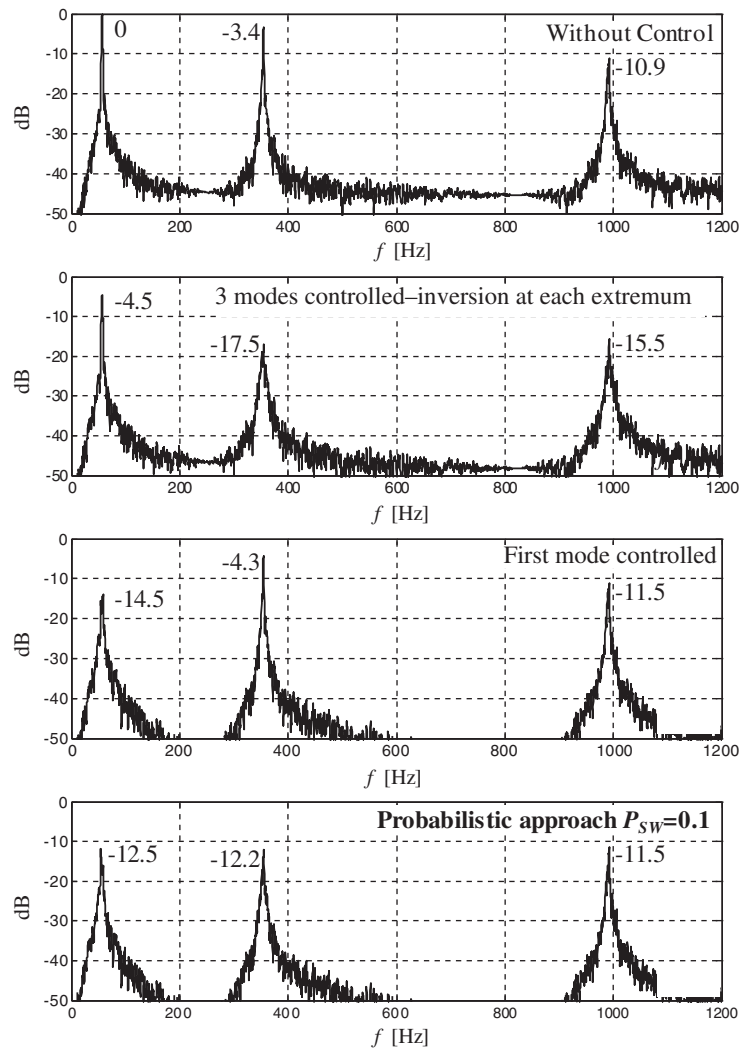 0
-10
-20
-30
-40
-50
dB
0
-3.4
Without Control
-10.9
0 200 400 600 800 1000 1200
f [Hz]
0
-10
-20
-30
-40
-50
dB
-4.5
3 modes controlled–inversion at each extremum
-17.5
-15.5
0 200 400 600 800 1000 1200
f [Hz]
0
-10
-20
-30
-40
-50
dB
-14.5
-4.3
First mode controlled
-11.5
0 200 400 600 800 1000 1200
f [Hz]
0
-10
-20
-30
-40
-50
dB
Probabilistic approach PSW=0.1
-12.5
-12.2
-11.5
0 200 400 600 800 1000 1200
f [Hz]